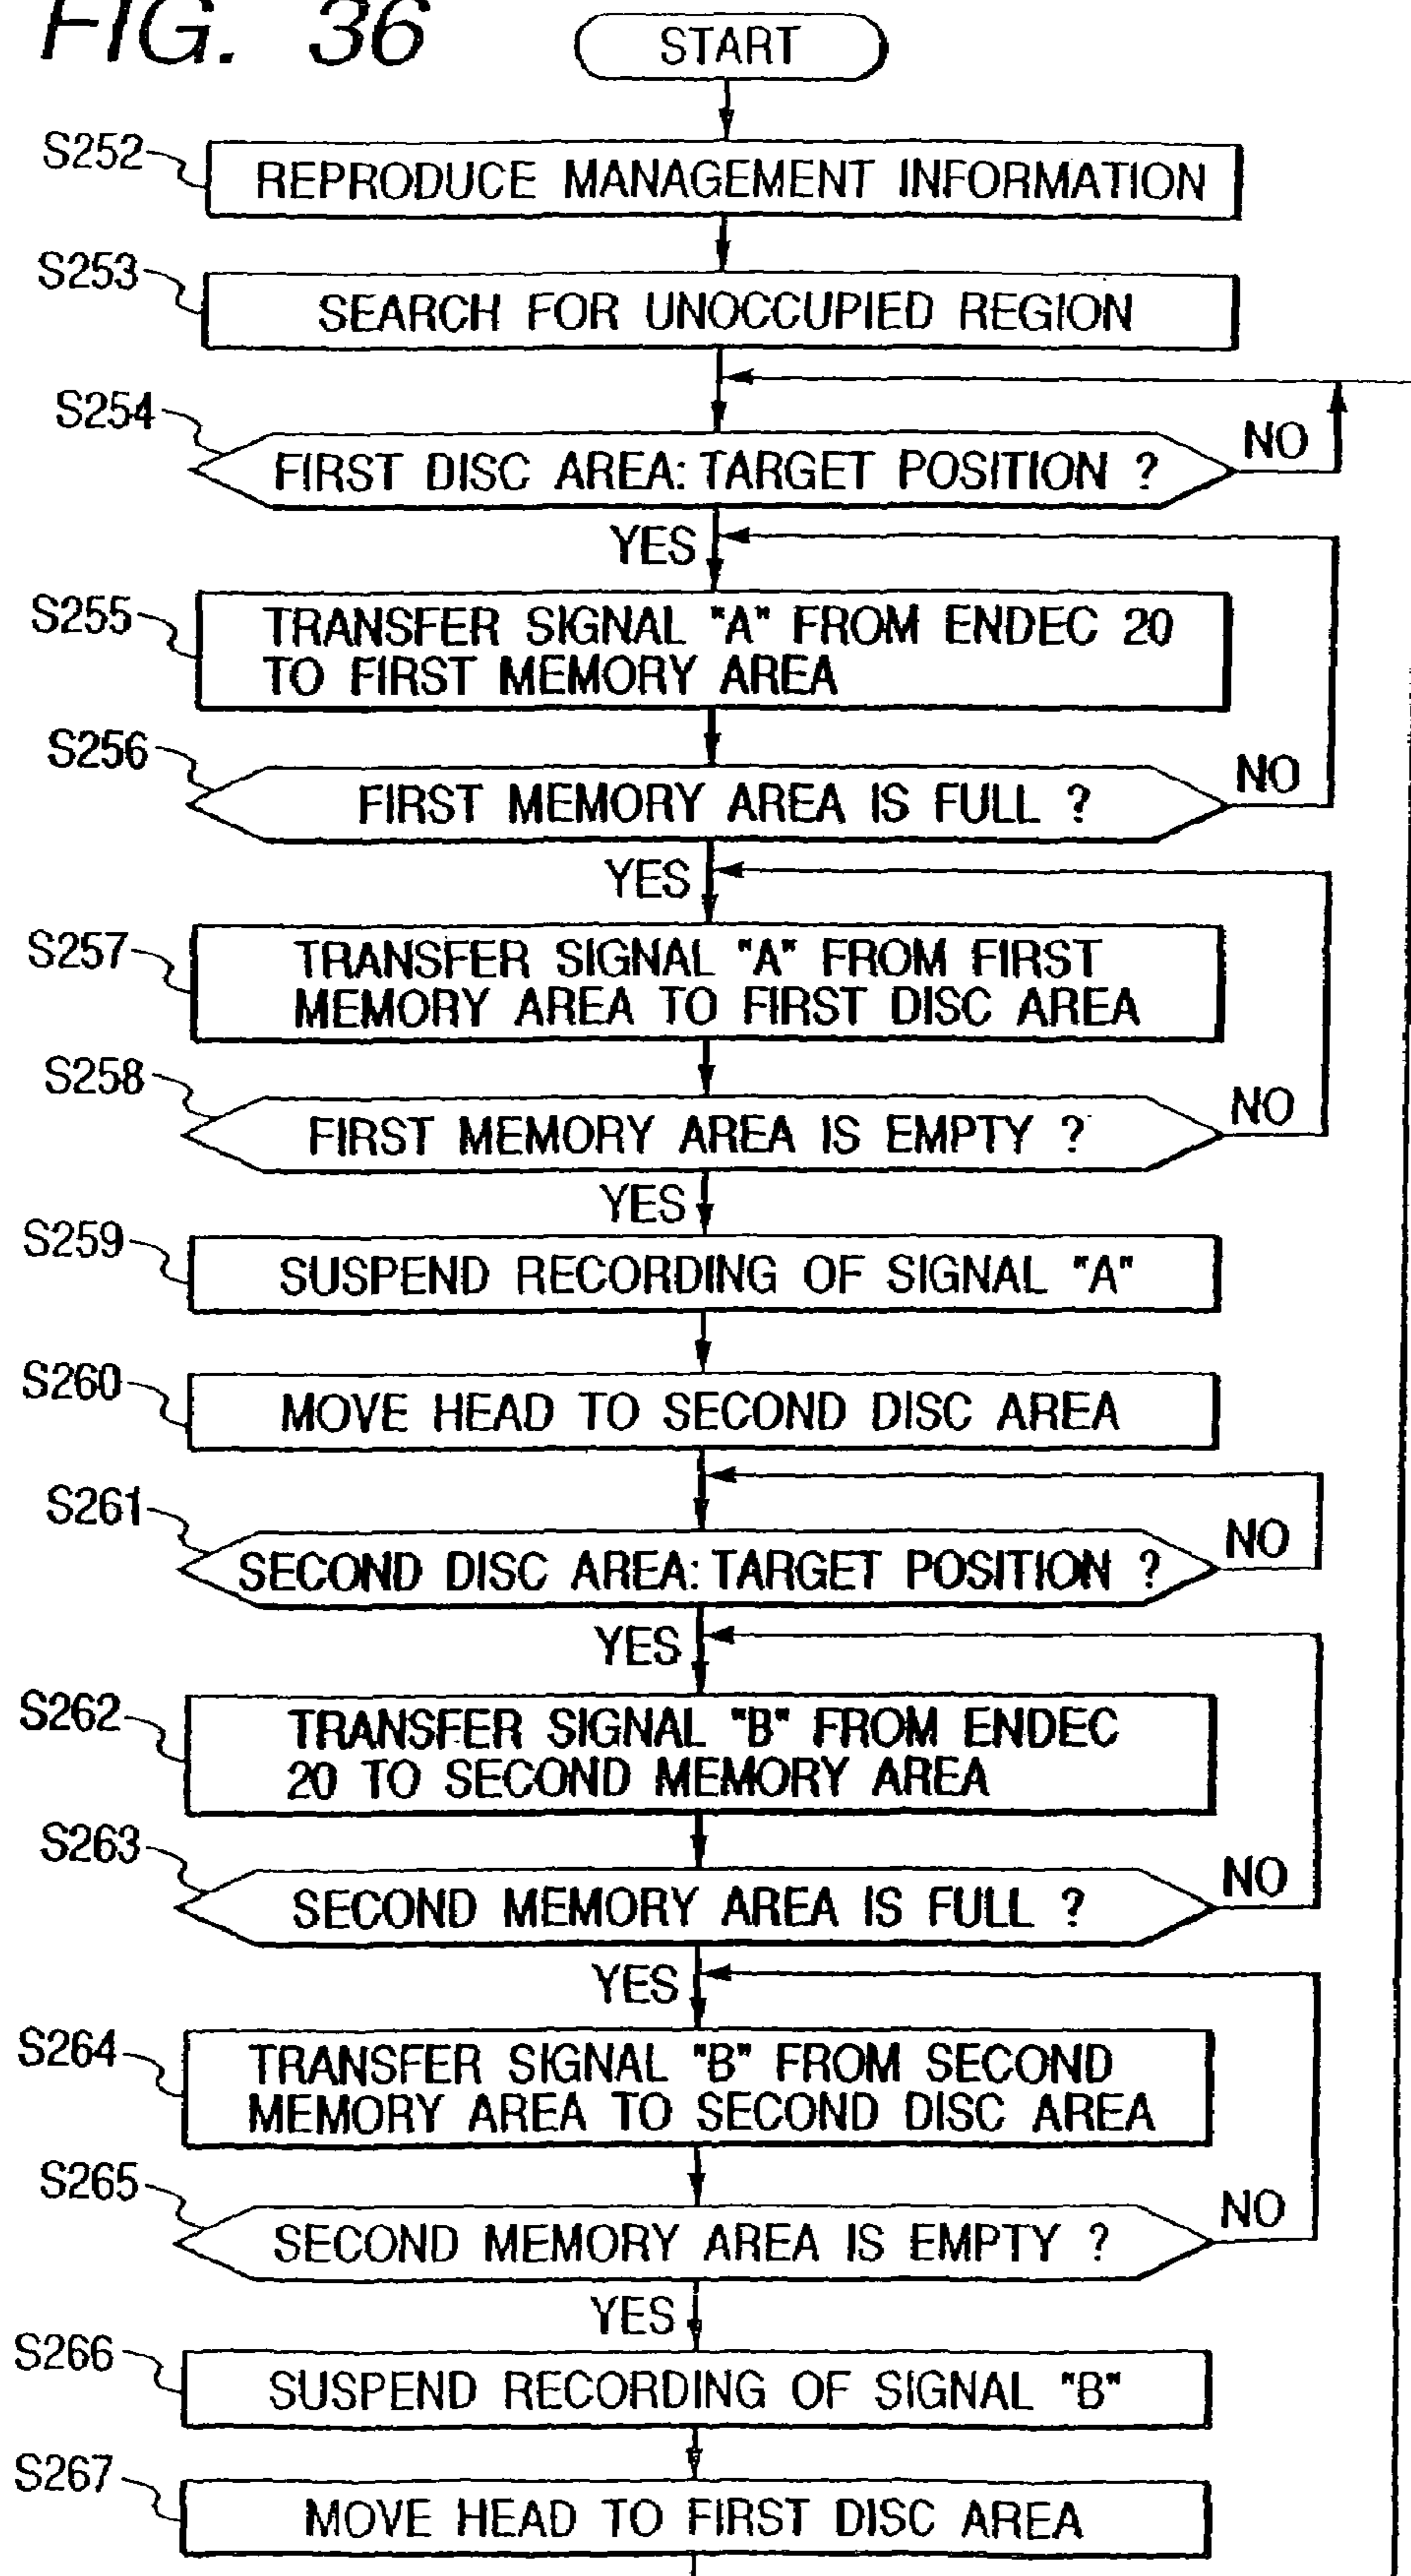 FIG. 36
START
S252
REPRODUCE MANAGEMENT INFORMATION
S253
SEARCH FOR UNOCCUPIED REGION
S254
FIRST DISC AREA: TARGET POSITION ?
NO
YES
S255
TRANSFER SIGNAL "A" FROM ENDEC 20
TO FIRST MEMORY AREA
S256
FIRST MEMORY AREA IS FULL ?
NO
YES
S257
TRANSFER SIGNAL "A" FROM FIRST
MEMORY AREA TO FIRST DISC AREA
S258
FIRST MEMORY AREA IS EMPTY ?
NO
YES
S259
SUSPEND RECORDING OF SIGNAL "A"
S260
MOVE HEAD TO SECOND DISC AREA
S261
SECOND DISC AREA: TARGET POSITION ?
NO
YES
S262
TRANSFER SIGNAL "B" FROM ENDEC
20 TO SECOND MEMORY AREA
S263
SECOND MEMORY AREA IS FULL ?
NO
YES
S264
TRANSFER SIGNAL "B" FROM SECOND
MEMORY AREA TO SECOND DISC AREA
S265
SECOND MEMORY AREA IS EMPTY ?
NO
YES
S266
SUSPEND RECORDING OF SIGNAL "B"
S267
MOVE HEAD TO FIRST DISC AREA